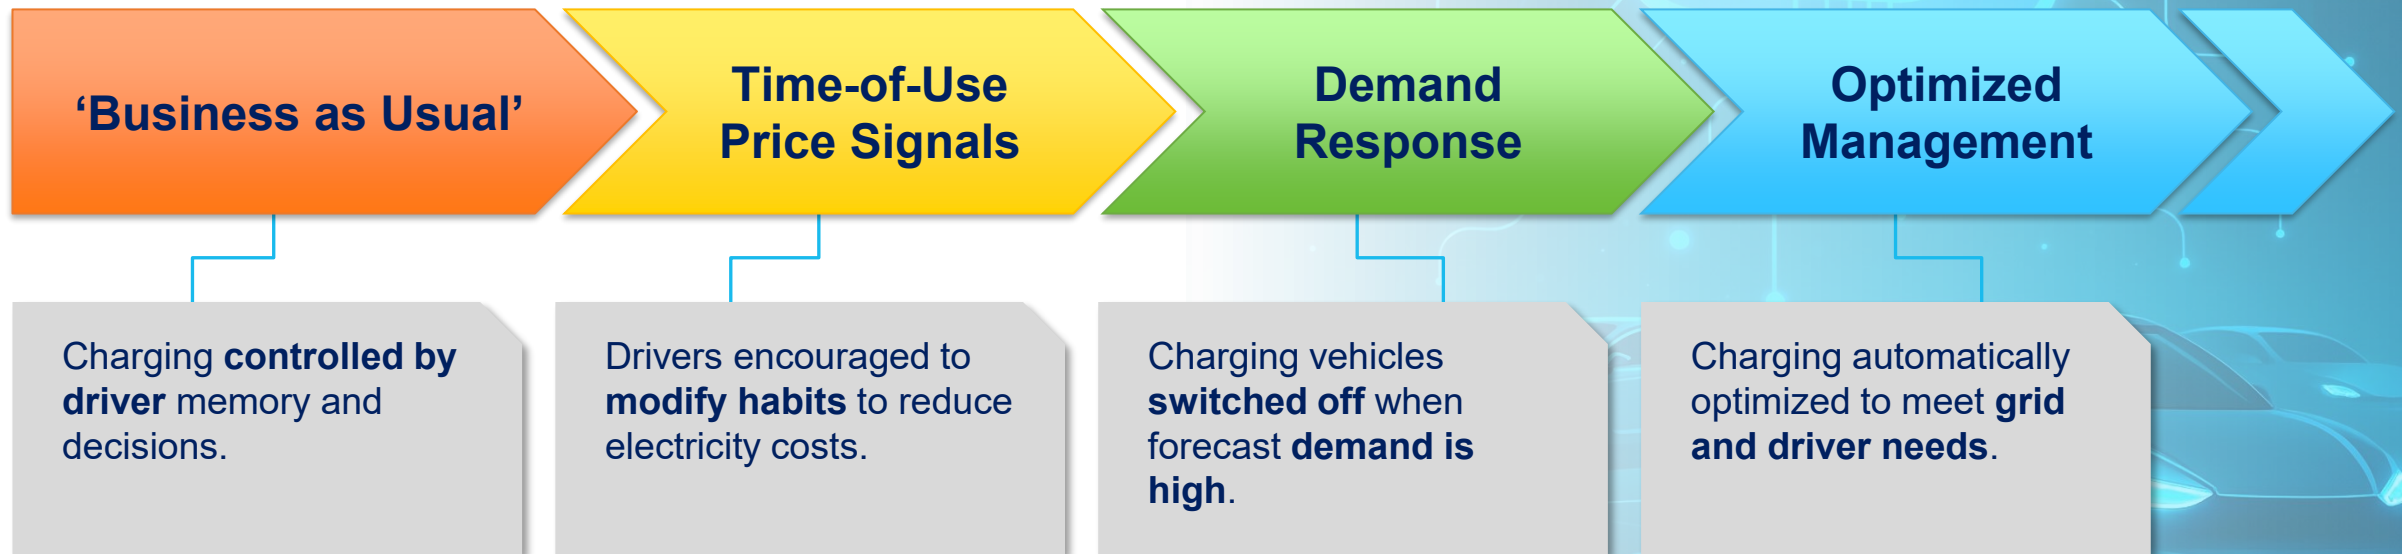 ‘Business as Usual’
Time-of-Use
Price Signals
Demand
Response
Optimized
Management
Charging controlled by
driver memory and
decisions.
Drivers encouraged to
modify habits to reduce
electricity costs.
Charging vehicles
switched off when
forecast demand is
high.
Charging automatically
optimized to meet grid
and driver needs.